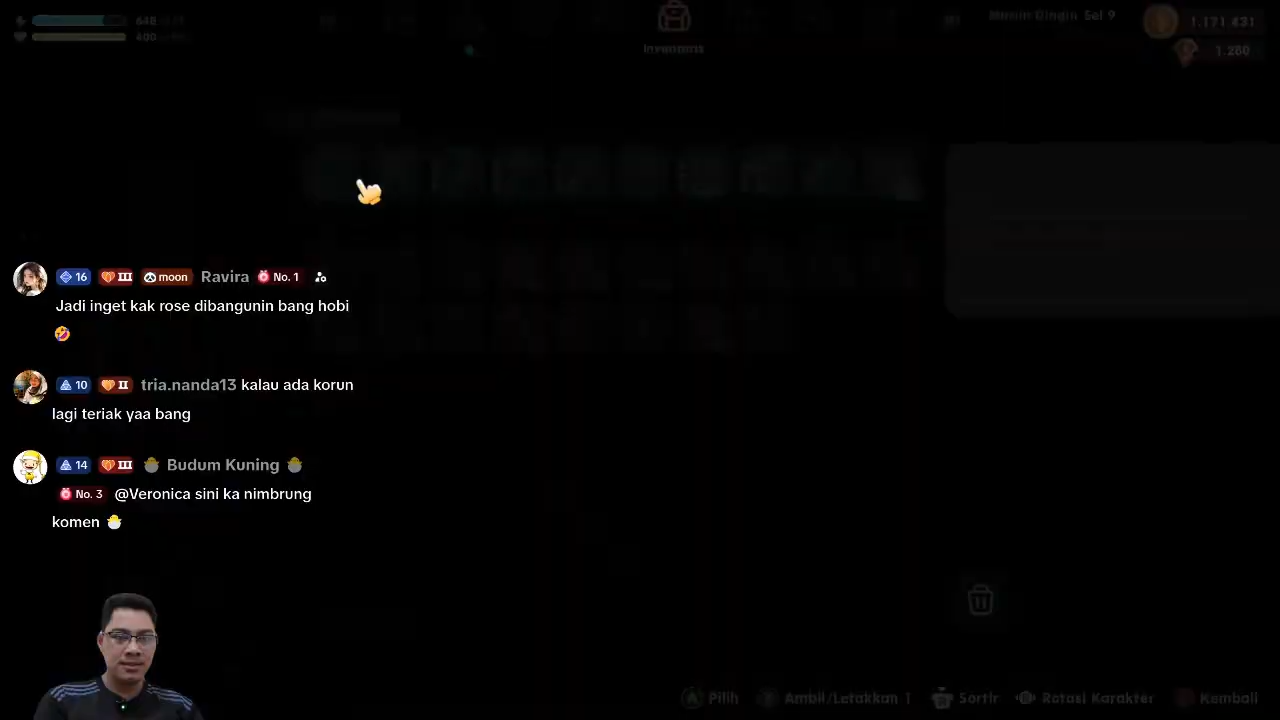 648
400
Inventaris
Musim Dingin Sel 9
1.171.431
1.280
16 III moon Ravira No. 1
Jadi inget kak rose dibangunin bang hobi
🤣
10 II tria.nanda13 kalau ada korun
lagi teriak yaa bang
14 III 🐣 Budum Kuning 🐣
No. 3 @Veronica sini ka nimbrung
komen 🐣
A Pilih Ambil/Letakkan 1 Sortir Rotasi Karakter Kembali